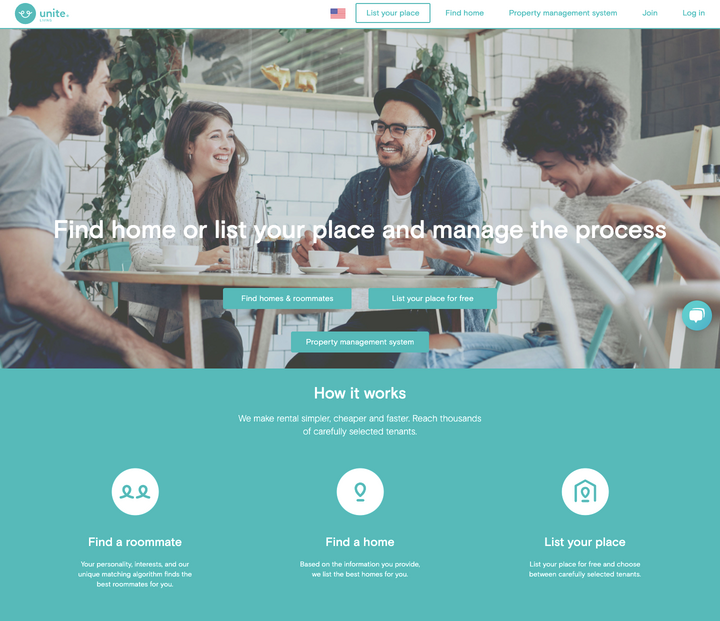 unite.
LIVING
List your place
Find home
Property management system
Join
Log in
Find home or list your place and manage the process
Find homes & roommates
List your place for free
Property management system
How it works
We make rental simpler, cheaper and faster. Reach thousands
of carefully selected tenants.
Find a roommate
Your personality, interests, and our
unique matching algorithm finds the
best roommates for you.
Find a home
Based on the information you provide,
we list the best homes for you.
List your place
List your place for free and choose
between carefully selected tenants.